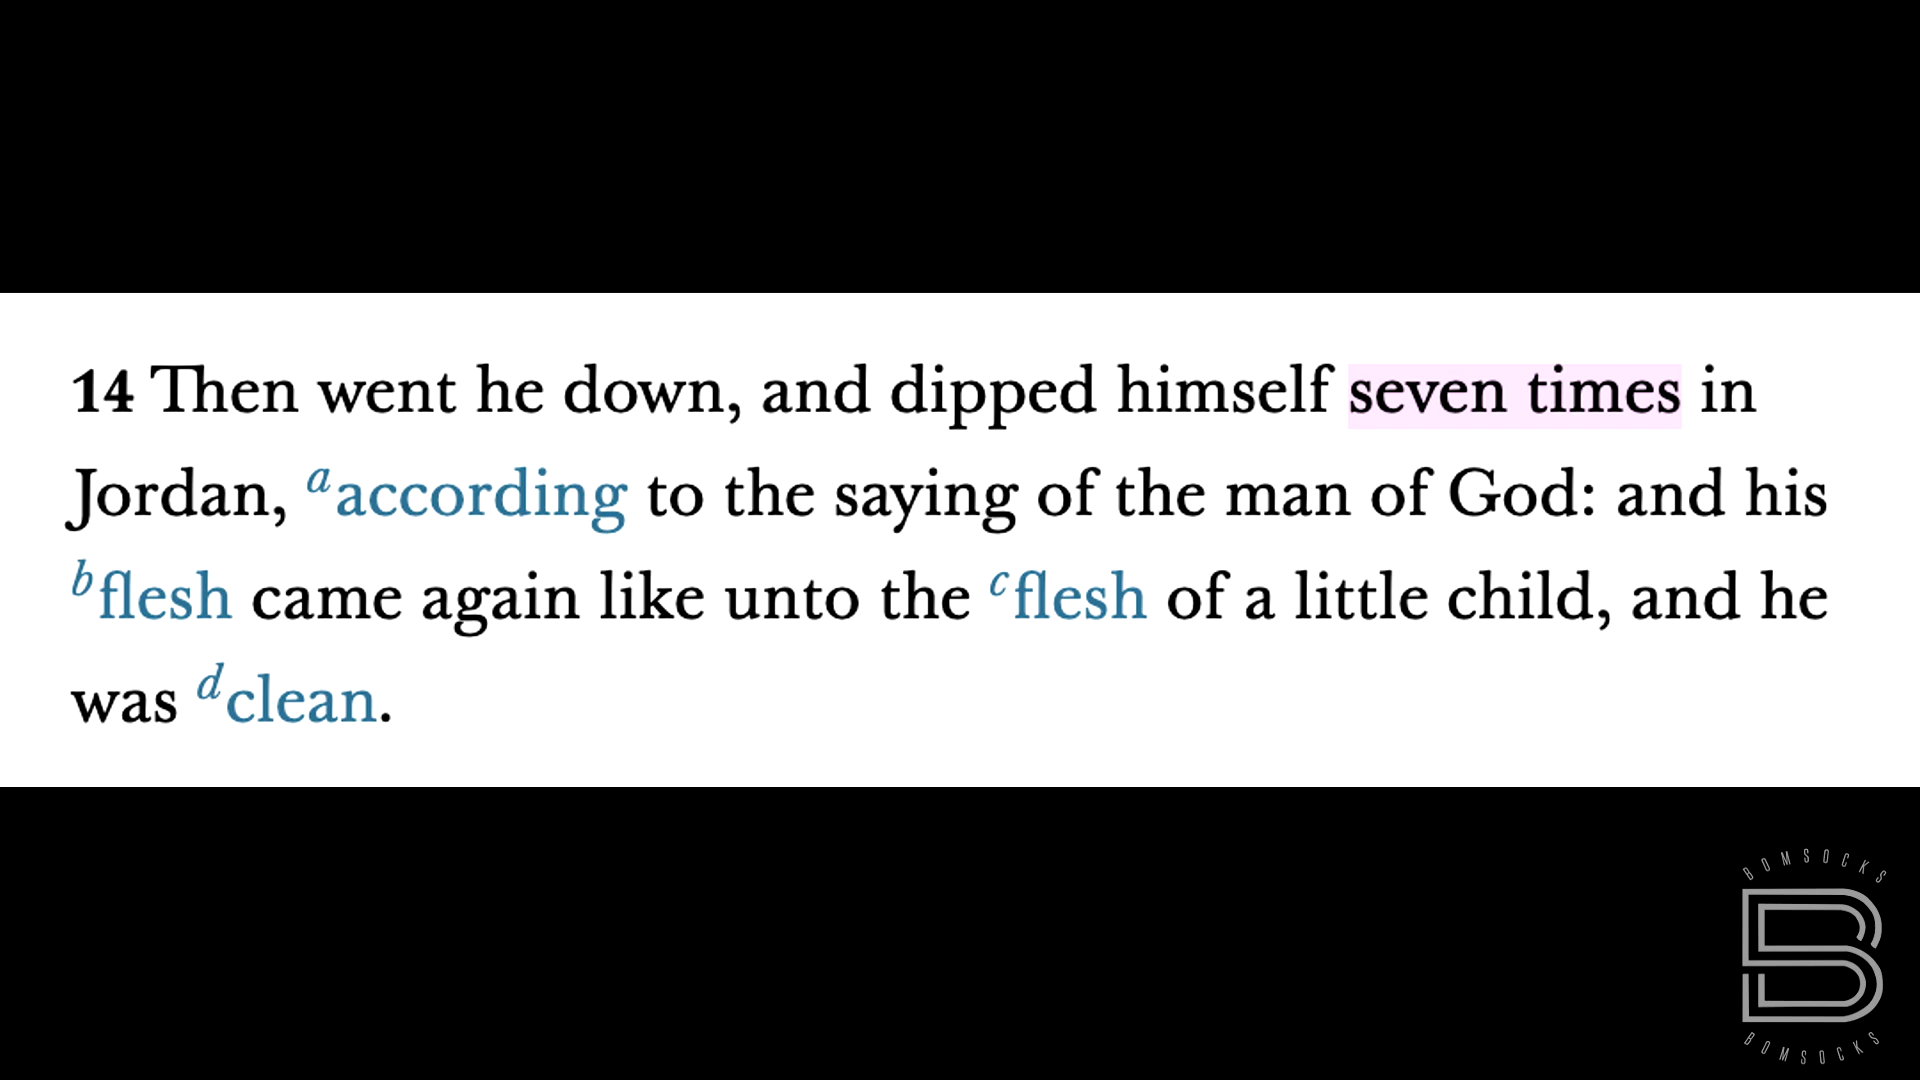 14 Then went he down, and dipped himself seven times in
Jordan, a according to the saying of the man of God: and his
b flesh came again like unto the c flesh of a little child, and he
was d clean.
BOMSOCKS
B
BOMSOCKS